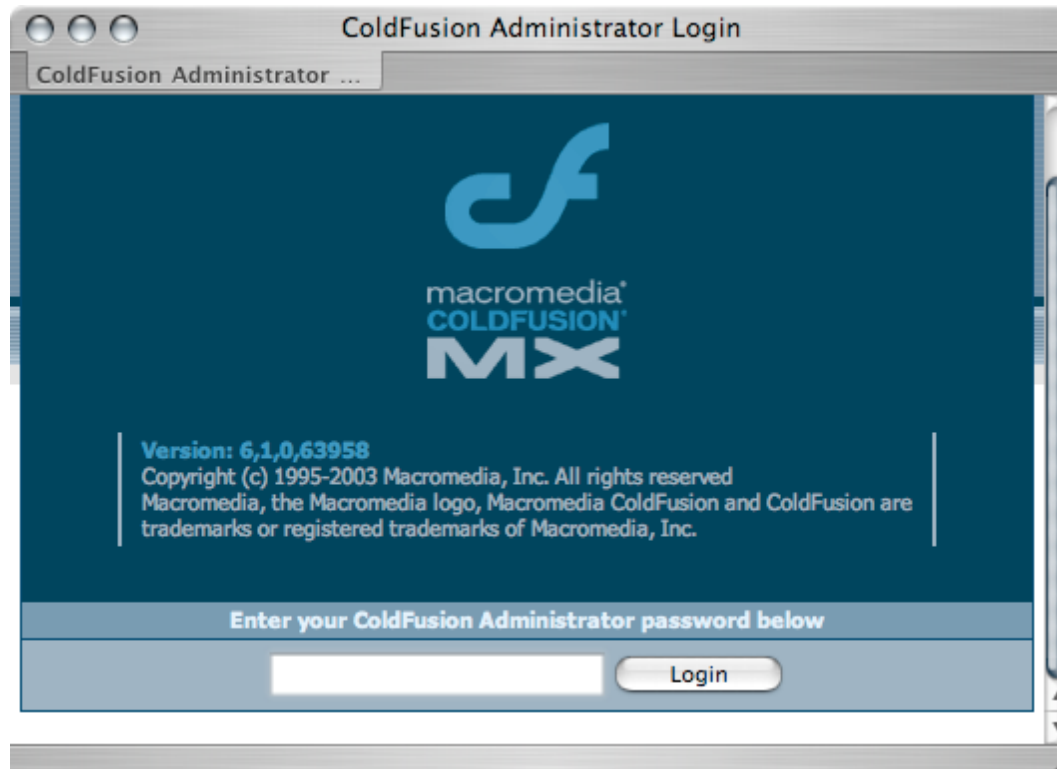 ColdFusion Administrator Login
ColdFusion Administrator ...
cf
macromedia®
COLDFUSION®
MX
Version: 6,1,0,63958
Copyright (c) 1995-2003 Macromedia, Inc. All rights reserved
Macromedia, the Macromedia logo, Macromedia ColdFusion and ColdFusion are
trademarks or registered trademarks of Macromedia, Inc.
Enter your ColdFusion Administrator password below
Login